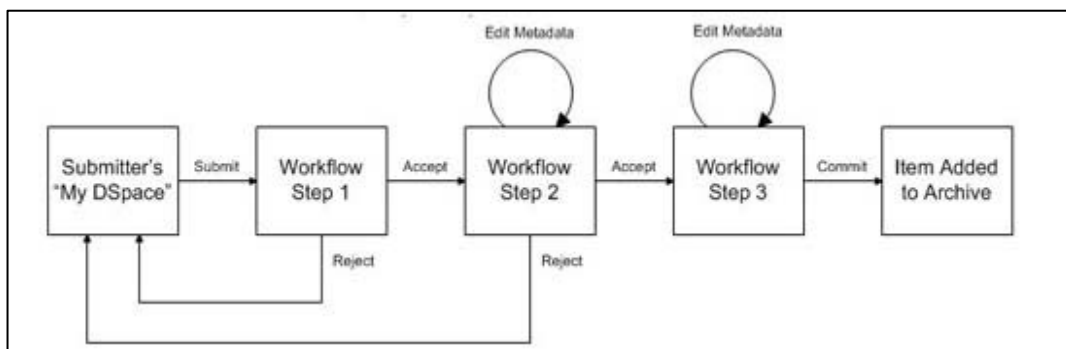 Edit Metadata
Edit Metadata
Submitter's
"My DSpace"
Submit
Workflow
Step 1
Accept
Workflow
Step 2
Accept
Workflow
Step 3
Commit
Item Added
to Archive
Reject
Reject